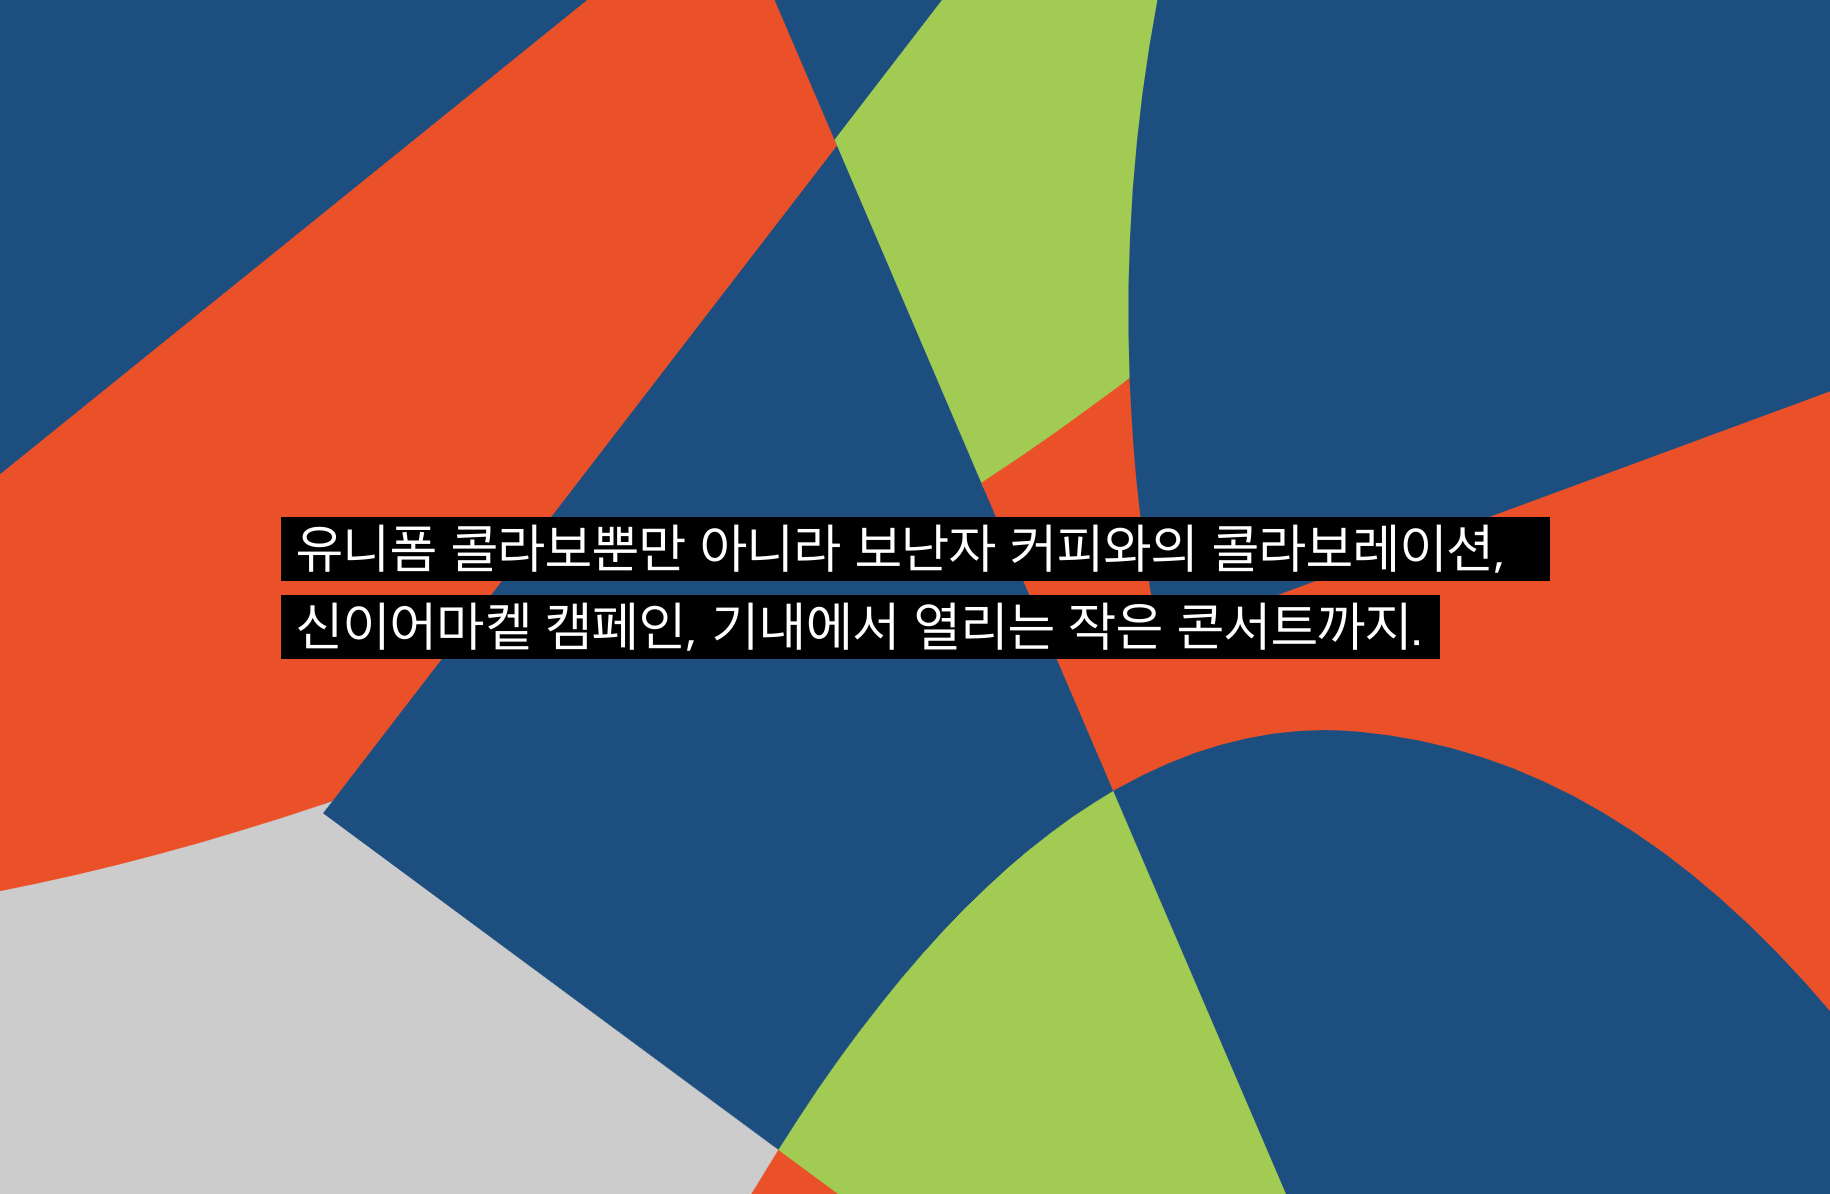 유니폼 콜라보뿐만 아니라 보난자 커피와의 콜라보레이션,
신이어마켙 캠페인, 기내에서 열리는 작은 콘서트까지.